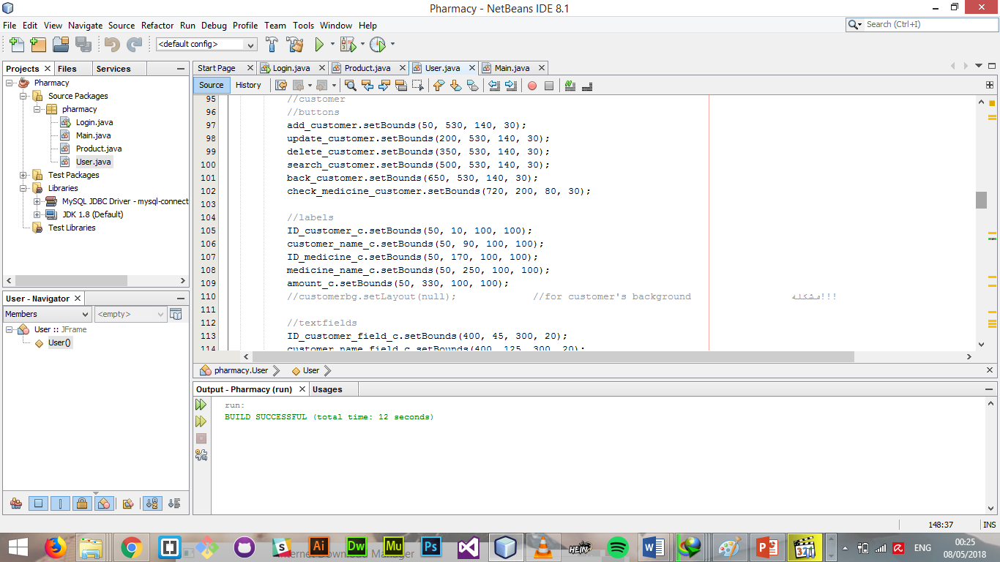 Pharmacy - NetBeans IDE 8.1
File Edit View Navigate Source Refactor Run Debug Profile Team Tools Window Help
Search (Ctrl+I)
<default config>
Projects Files Services
Start Page Login.java Product.java User.java Main.java
Source History
Pharmacy
Source Packages
pharmacy
Login.java
Main.java
Product.java
User.java
Test Packages
Libraries
MySQL JDBC Driver - mysql-connect
JDK 1.8 (Default)
Test Libraries
User - Navigator
Members <empty>
User :: JFrame
User()
95 //customer
96 //buttons
97 add_customer.setBounds(50, 530, 140, 30);
98 update_customer.setBounds(200, 530, 140, 30);
99 delete_customer.setBounds(350, 530, 140, 30);
100 search_customer.setBounds(500, 530, 140, 30);
101 back_customer.setBounds(650, 530, 140, 30);
102 check_medicine_customer.setBounds(720, 200, 80, 30);
103
104 //labels
105 ID_customer_c.setBounds(50, 10, 100, 100);
106 customer_name_c.setBounds(50, 90, 100, 100);
107 ID_medicine_c.setBounds(50, 170, 100, 100);
108 medicine_name_c.setBounds(50, 250, 100, 100);
109 amount_c.setBounds(50, 330, 100, 100);
110 //customerbg.setLayout(null); //for customer's background مشكلة!!!
111
112 //textfields
113 ID_customer_field_c.setBounds(400, 45, 300, 20);
114 customer_name_field_c.setBounds(400, 125, 300, 20);
pharmacy.User User
Output - Pharmacy (run) Usages
run:
BUILD SUCCESSFUL (total time: 12 seconds)
148:37 INS
Internet Download Manager
Ai Dw Mu Ps
HEIN
321
ENG
00:25
08/05/2018